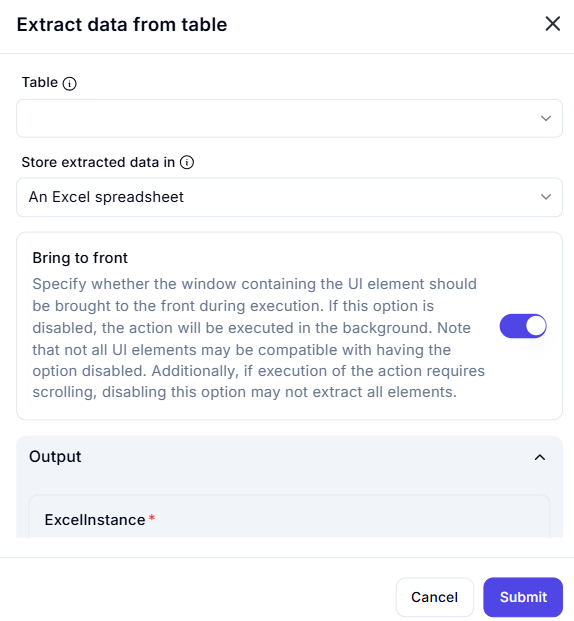 Extract data from table
Table
Store extracted data in
An Excel spreadsheet
Bring to front
Specify whether the window containing the UI element should
be brought to the front during execution. If this option is
disabled, the action will be executed in the background. Note
that not all UI elements may be compatible with having the
option disabled. Additionally, if execution of the action requires
scrolling, disabling this option may not extract all elements.
Output
ExcelInstance *
Cancel
Submit